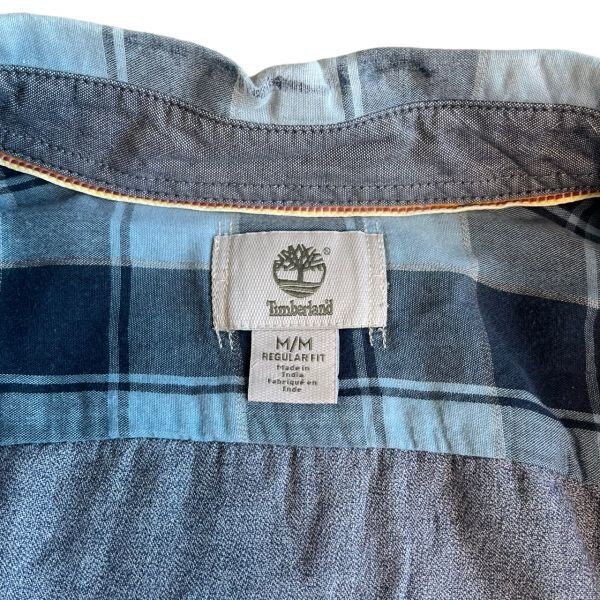 ®
Timberland
M/M
REGULAR FIT
Made in
India
Fabriqué en
Inde